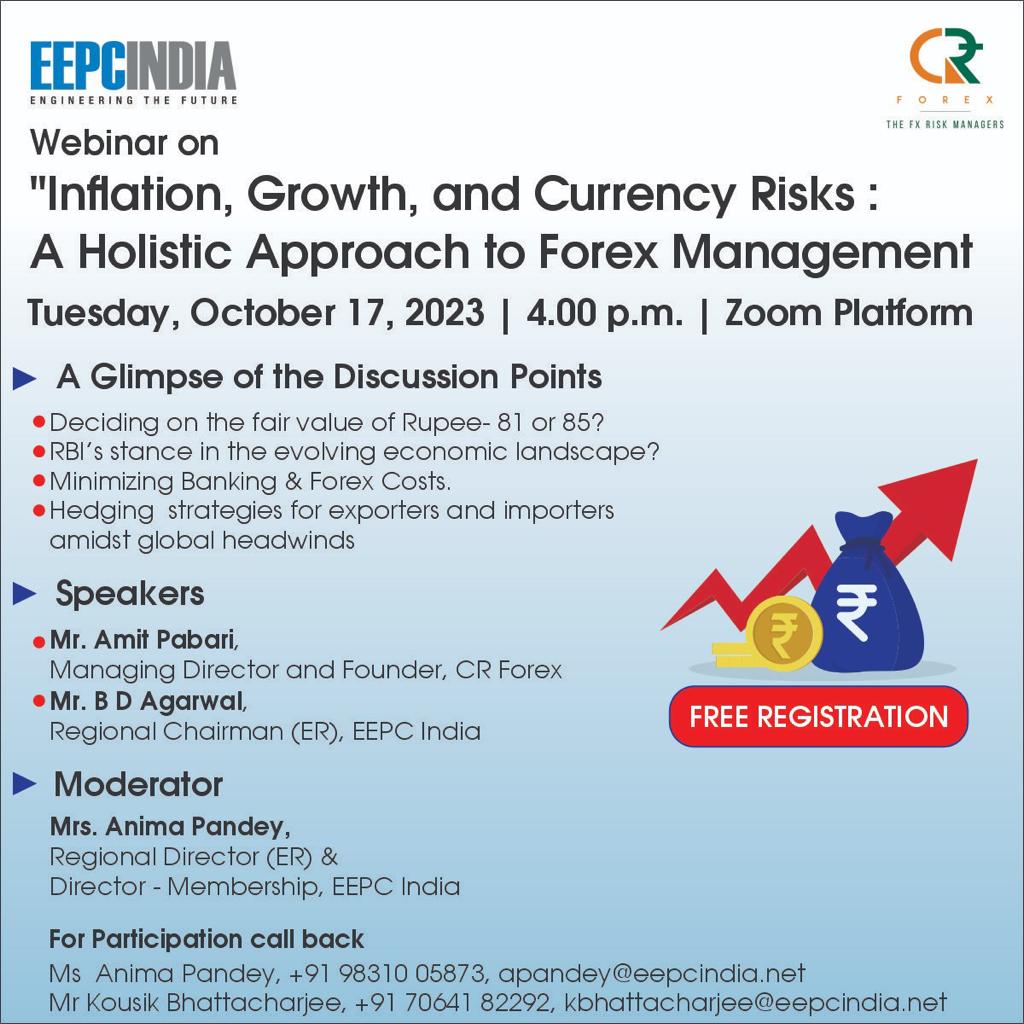 EEPCINDIA
ENGINEERING THE FUTURE
CR
FOREX
THE FX RISK MANAGERS
Webinar on
"Inflation, Growth, and Currency Risks :
A Holistic Approach to Forex Management
Tuesday, October 17, 2023 | 4.00 p.m. | Zoom Platform
A Glimpse of the Discussion Points
Deciding on the fair value of Rupee- 81 or 85?
RBI's stance in the evolving economic landscape?
Minimizing Banking & Forex Costs.
Hedging strategies for exporters and importers
amidst global headwinds
Speakers
Mr. Amit Pabari,
Managing Director and Founder, CR Forex
Mr. B D Agarwal,
Regional Chairman (ER), EEPC India
₹
₹
FREE REGISTRATION
Moderator
Mrs. Anima Pandey,
Regional Director (ER) &
Director - Membership, EEPC India
For Participation call back
Ms Anima Pandey, +91 98310 05873, apandey@eepcindia.net
Mr Kousik Bhattacharjee, +91 70641 82292, kbhattacharjee@eepcindia.net